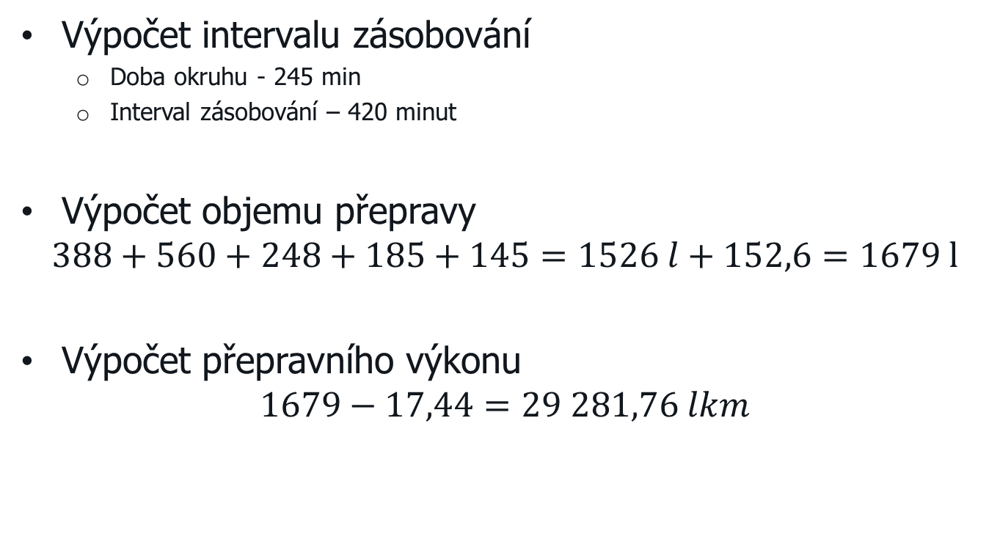 • Výpočet intervalu zásobování
o Doba okruhu - 245 min
o Interval zásobování – 420 minut
• Výpočet objemu přepravy
388 + 560 + 248 + 185 + 145 = 1526 l + 152,6 = 1679 l
• Výpočet přepravního výkonu
1679 − 17,44 = 29 281,76 lkm